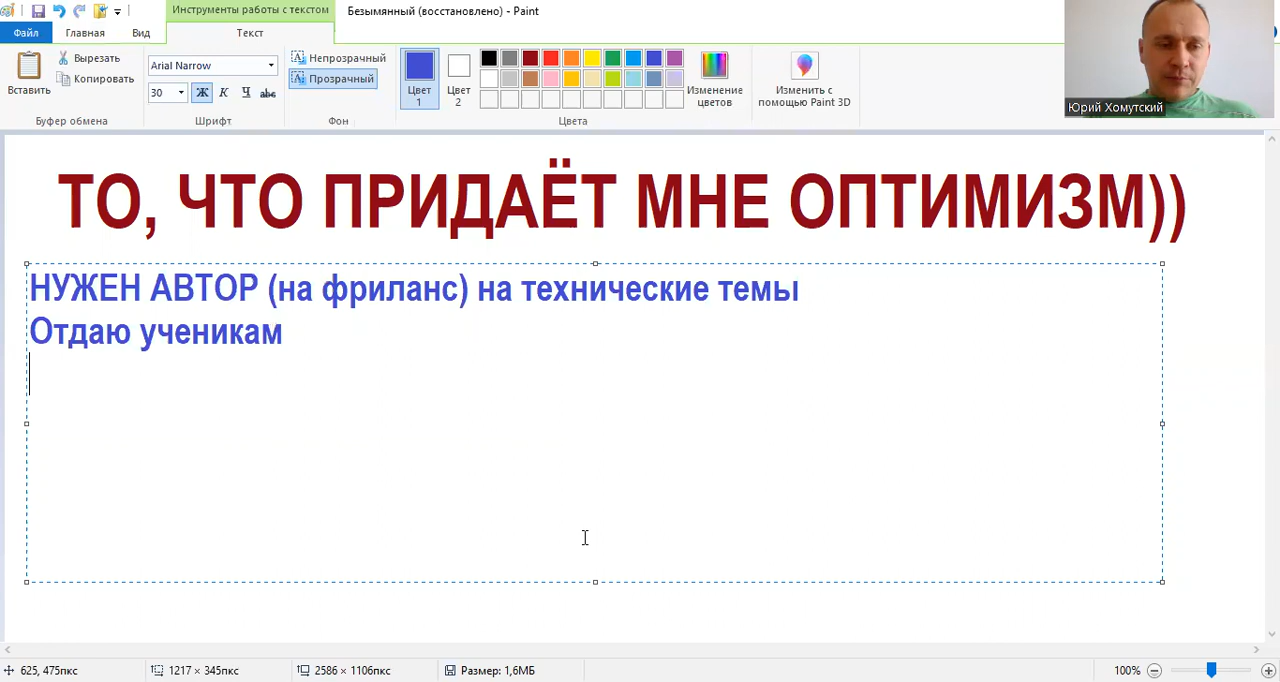 Инструменты работы с текстом
Безымянный (восстановлено) - Paint
Файл
Главная
Вид
Текст
Вставить
Вырезать
Копировать
Буфер обмена
Arial Narrow
30
Ж К Ч abc
Шрифт
Непрозрачный
Прозрачный
Фон
Цвет 1
Цвет 2
Изменение цветов
Цвета
Изменить с помощью Paint 3D
Юрий Хомутский
ТО, ЧТО ПРИДАЁТ МНЕ ОПТИМИЗМ))
НУЖЕН АВТОР (на фриланс) на технические темы
Отдаю ученикам
625, 475пкс
1217 × 345пкс
2586 × 1106пкс
Размер: 1,6МБ
100%